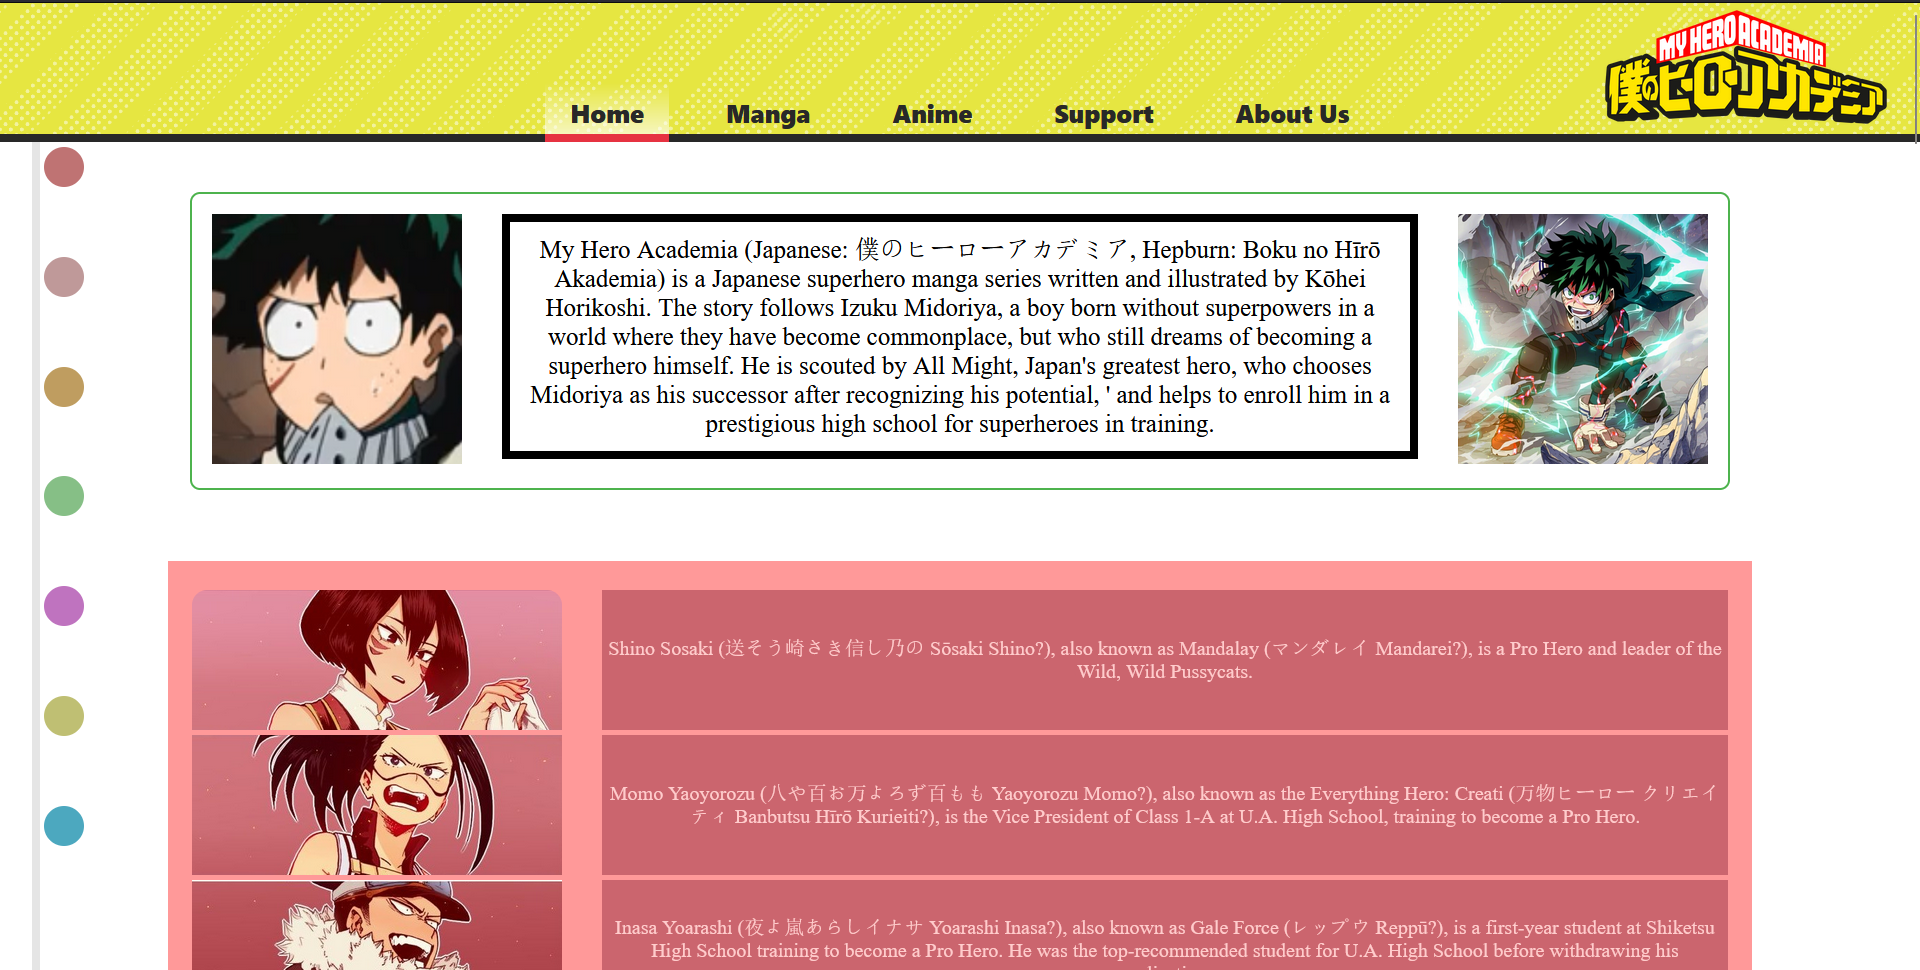 MY HERO ACADEMIA
僕のヒーローアカデミア
Home Manga Anime Support About Us
My Hero Academia (Japanese: 僕のヒーローアカデミア, Hepburn: Boku no Hīrō
Akademia) is a Japanese superhero manga series written and illustrated by Kōhei
Horikoshi. The story follows Izuku Midoriya, a boy born without superpowers in a
world where they have become commonplace, but who still dreams of becoming a
superhero himself. He is scouted by All Might, Japan's greatest hero, who chooses
Midoriya as his successor after recognizing his potential, ' and helps to enroll him in a
prestigious high school for superheroes in training.
Shino Sosaki (送そう崎さき信し乃の Sōsaki Shino?), also known as Mandalay (マンダレイ Mandarei?), is a Pro Hero and leader of the
Wild, Wild Pussycats.
Momo Yaoyorozu (八や百お万よろず百もも Yaoyorozu Momo?), also known as the Everything Hero: Creati (万物ヒーロー クリエイ
ティ Banbutsu Hīrō Kurieiti?), is the Vice President of Class 1-A at U.A. High School, training to become a Pro Hero.
Inasa Yoarashi (夜よ嵐あらしイナサ Yoarashi Inasa?), also known as Gale Force (レップウ Reppū?), is a first-year student at Shiketsu
High School training to become a Pro Hero. He was the top-recommended student for U.A. High School before withdrawing his